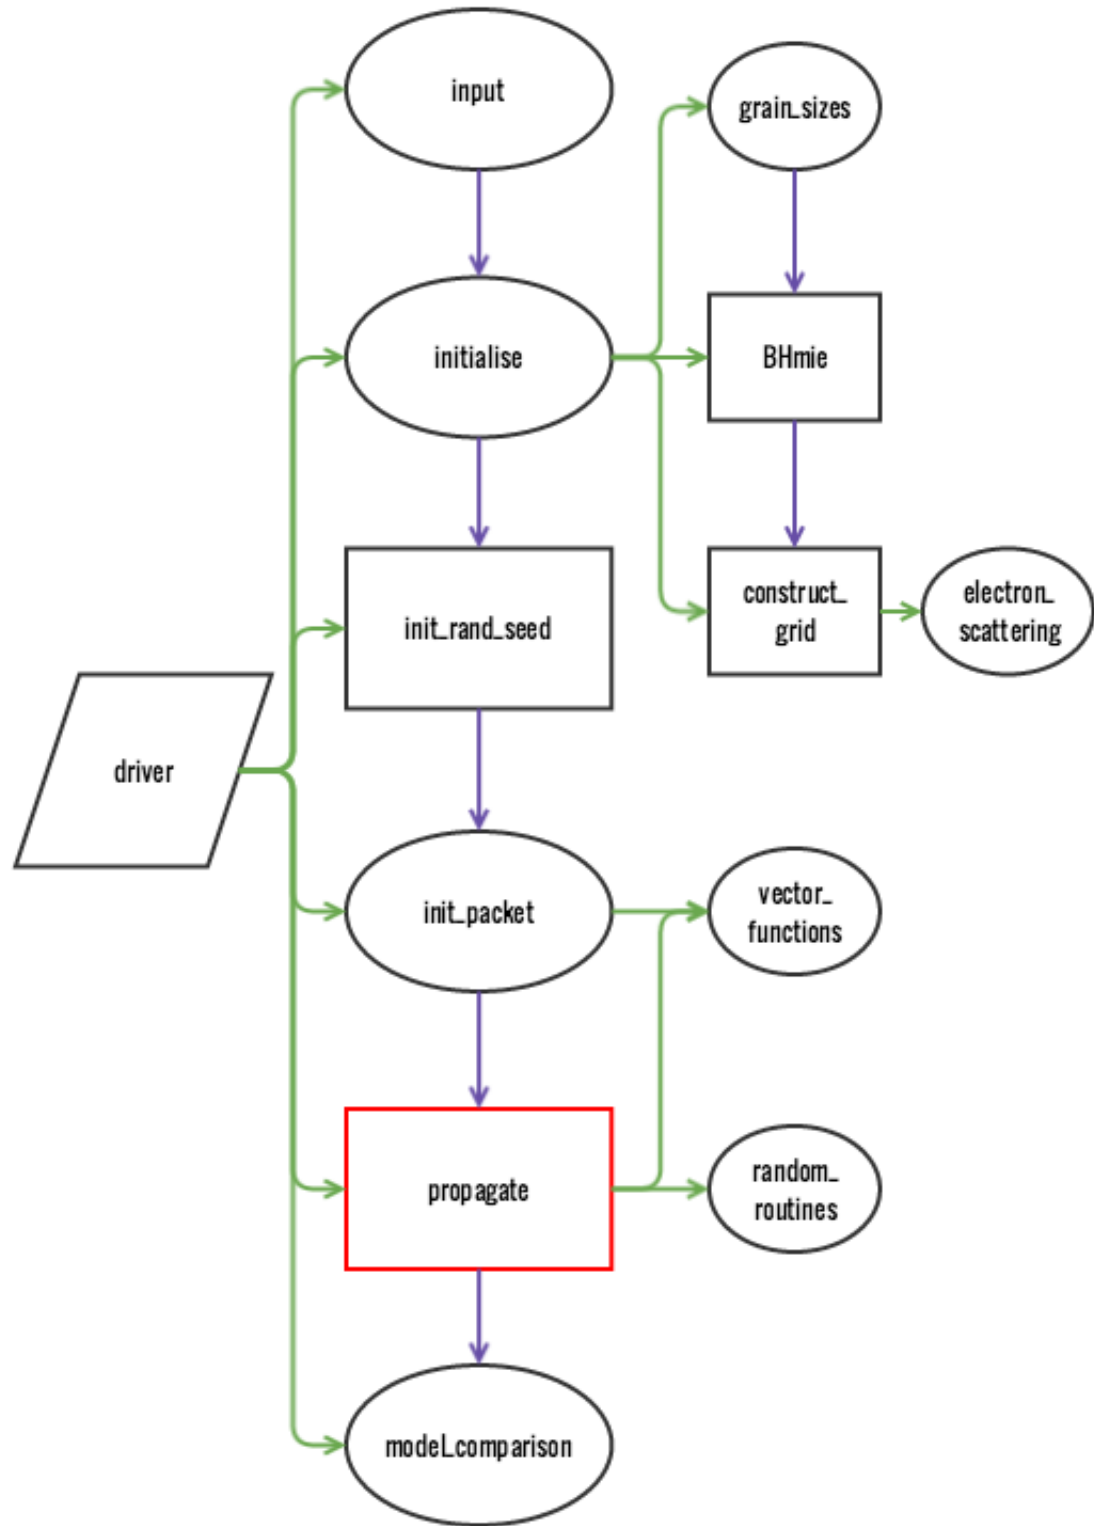 input
grain_sizes
initialise
BHmie
init_rand_seed
construct_
grid
electron_
scattering
driver
init_packet
vector_
functions
propagate
random_
routines
model_comparison